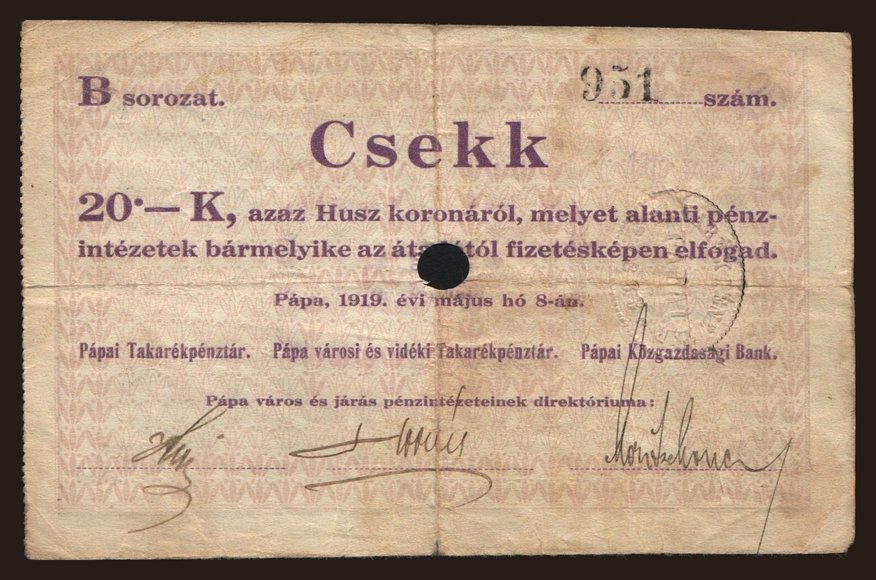 B sorozat. 951 szám.
Csekk
20·— K, azaz Husz koronáról, melyet alanti pénz-
intézetek bármelyike az fizetésképen elfogad.
Pápa, 1919. évi május hó 8-án.
Pápai Takarékpénztár. Pápa városi és vidéki Takarékpénztár. Pápai Közgazdasági Bank.
Pápa város és járás pénzintézeteinek direktóriuma: